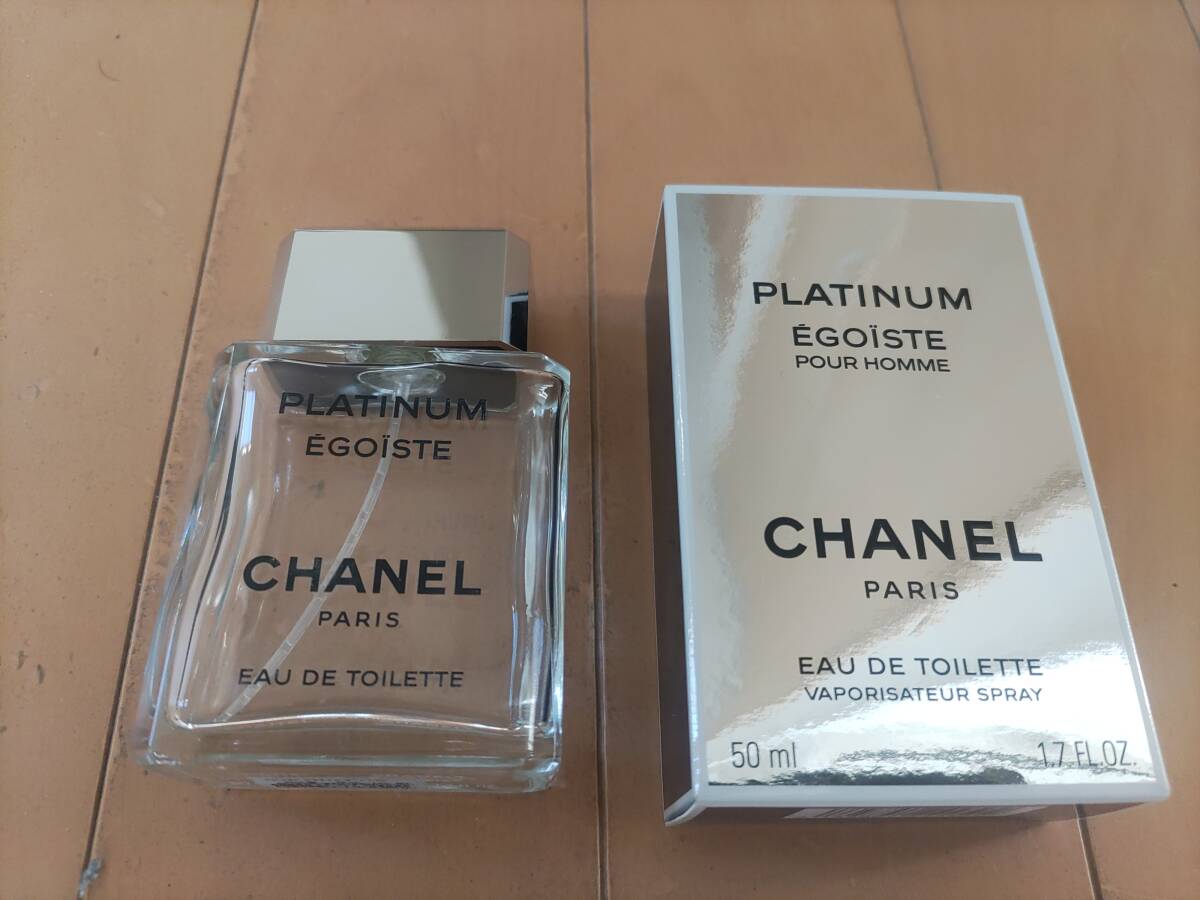 PLATINUM
ÉGOÏSTE
CHANEL
PARIS
EAU DE TOILETTE
PLATINUM
ÉGOÏSTE
POUR HOMME
CHANEL
PARIS
EAU DE TOILETTE
VAPORISATEUR SPRAY
50 ml 1.7 FL.OZ.